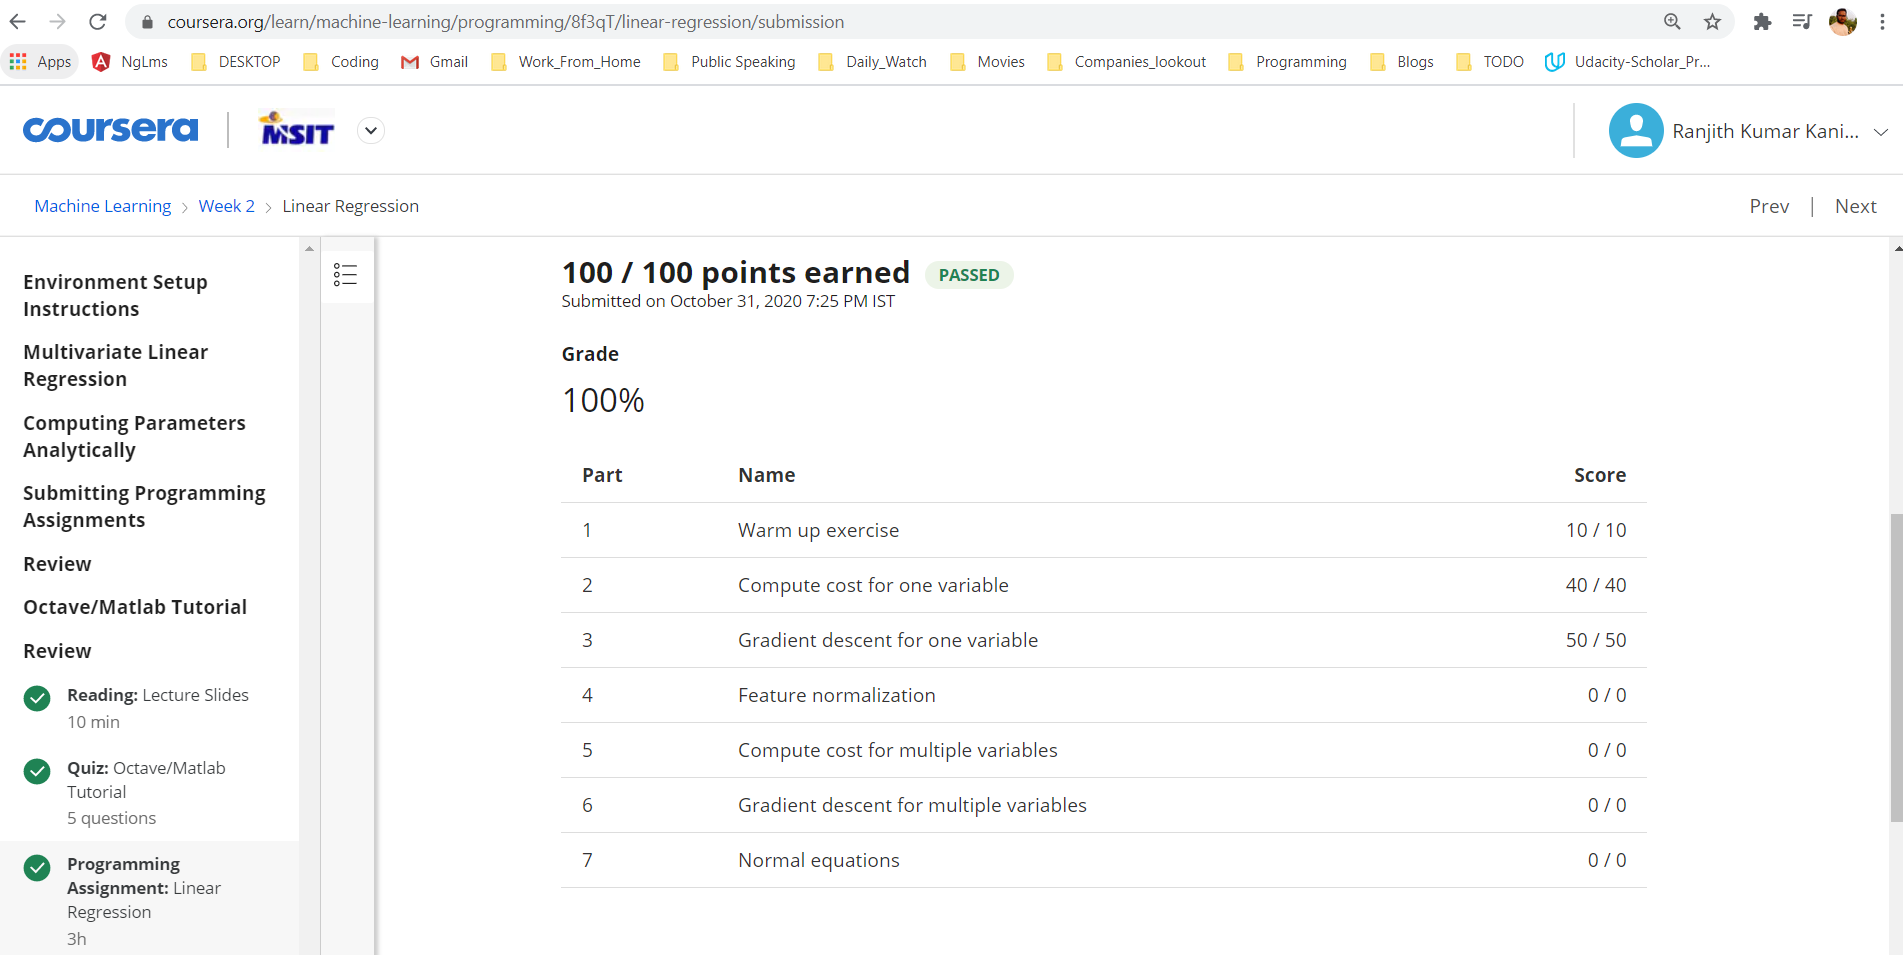 coursera.org/learn/machine-learning/programming/8f3qT/linear-regression/submission
Apps NgLms DESKTOP Coding Gmail Work_From_Home Public Speaking Daily_Watch Movies Companies_lookout Programming Blogs TODO Udacity-Scholar_Pr...
coursera MSIT Ranjith Kumar Kani...
Machine Learning > Week 2 > Linear Regression Prev | Next
Environment Setup
Instructions
Multivariate Linear
Regression
Computing Parameters
Analytically
Submitting Programming
Assignments
Review
Octave/Matlab Tutorial
Review
Reading: Lecture Slides
10 min
Quiz: Octave/Matlab
Tutorial
5 questions
Programming
Assignment: Linear
Regression
3h
100 / 100 points earned PASSED
Submitted on October 31, 2020 7:25 PM IST
Grade
100%
Part Name Score
1 Warm up exercise 10 / 10
2 Compute cost for one variable 40 / 40
3 Gradient descent for one variable 50 / 50
4 Feature normalization 0 / 0
5 Compute cost for multiple variables 0 / 0
6 Gradient descent for multiple variables 0 / 0
7 Normal equations 0 / 0